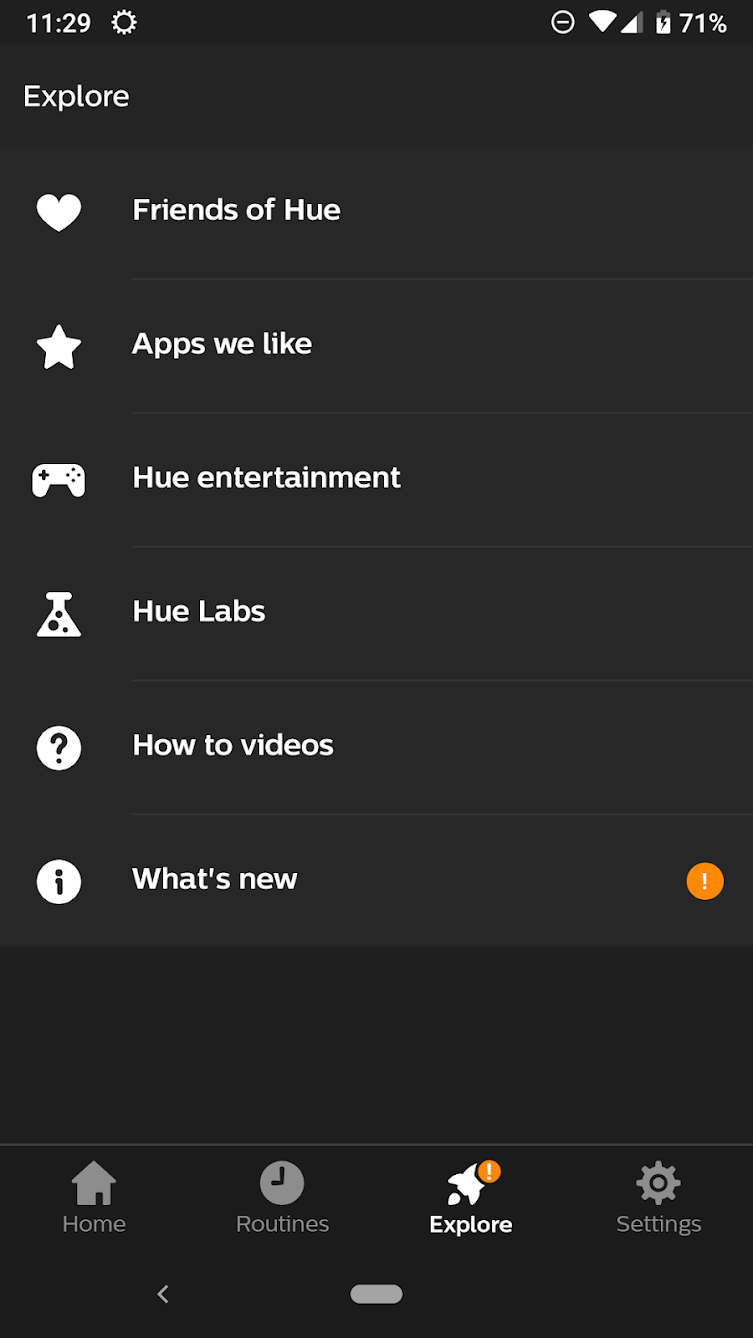 11:29
71%
Explore
Friends of Hue
Apps we like
Hue entertainment
Hue Labs
How to videos
What's new
Home
Routines
Explore
Settings